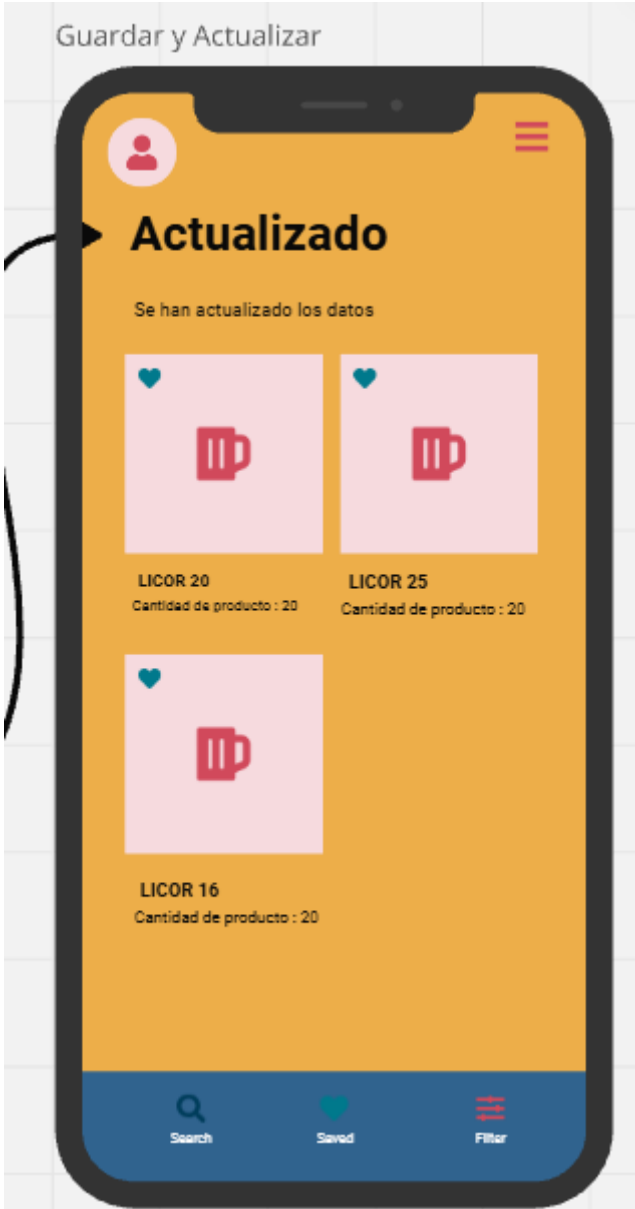 Guardar y Actualizar
Actualizado
Se han actualizado los datos
LICOR 20
Cantidad de producto : 20
LICOR 25
Cantidad de producto : 20
LICOR 16
Cantidad de producto : 20
Search
Saved
Filter